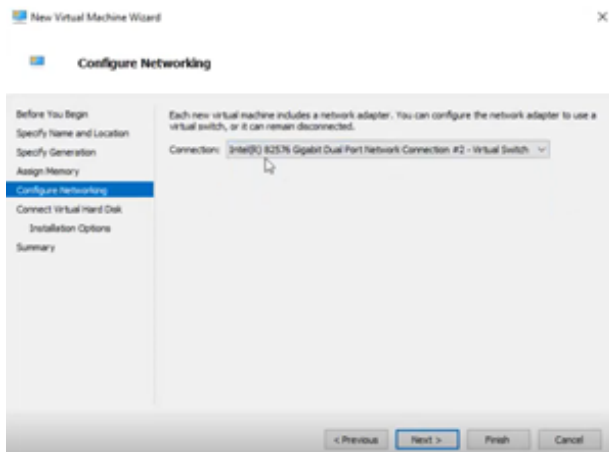 New Virtual Machine Wizard
Configure Networking
Before You Begin
Specify Name and Location
Specify Generation
Assign Memory
Configure Networking
Connect Virtual Hard Disk
Installation Options
Summary
Each new virtual machine includes a network adapter. You can configure the network adapter to use a
virtual switch, or it can remain disconnected.
Connection: Intel(R) 82576 Gigabit Dual Port Network Connection #2 - Virtual Switch
< Previous Next > Finish Cancel